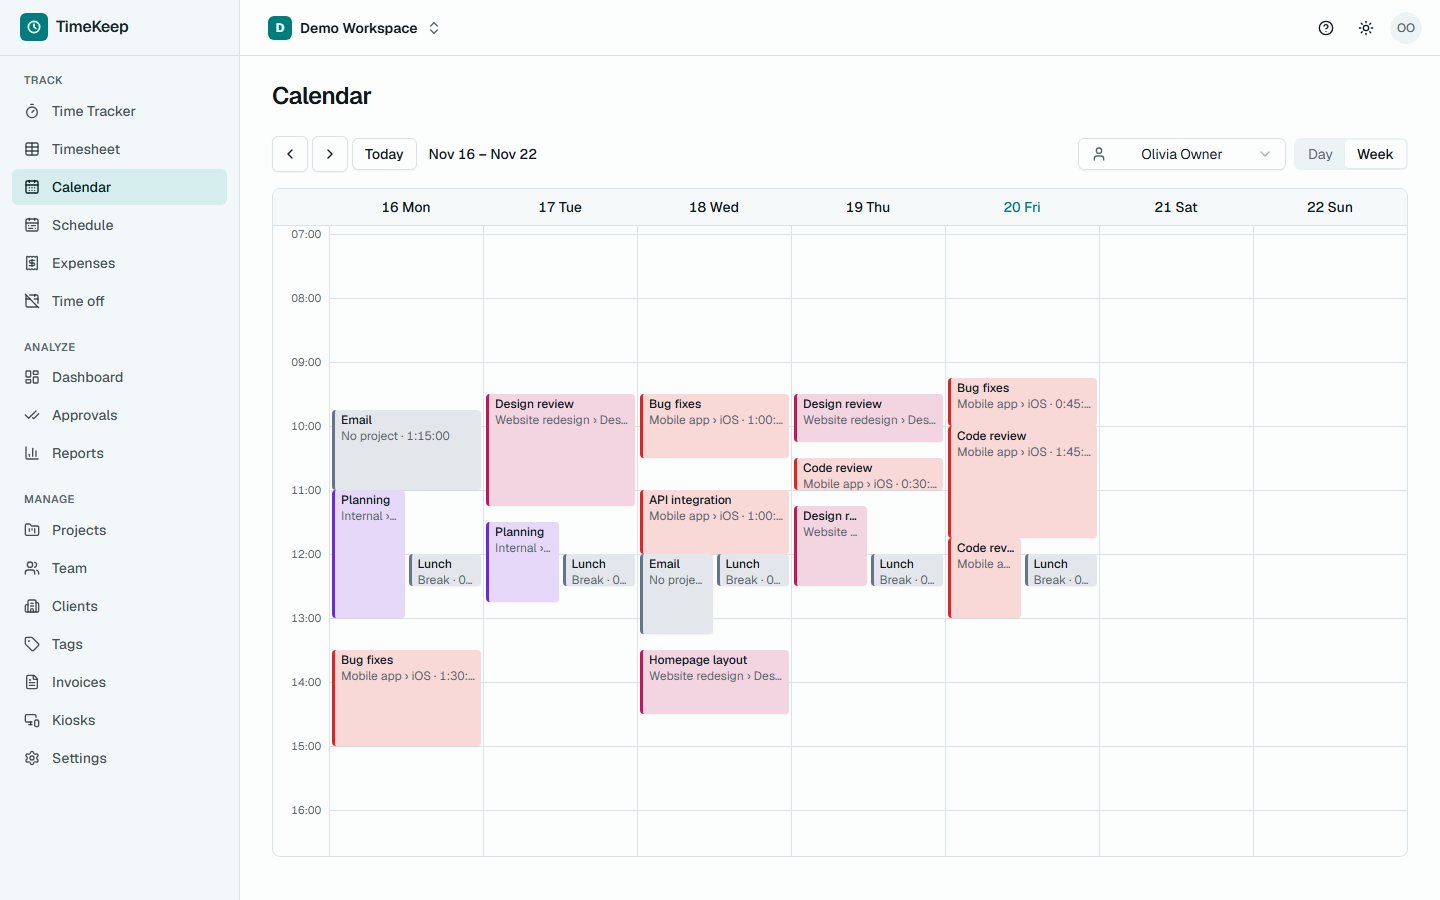 TimeKeep
Demo Workspace
D
OO
TRACK
Time Tracker
Timesheet
Calendar
Schedule
Expenses
Time off
ANALYZE
Dashboard
Approvals
Reports
MANAGE
Projects
Team
Clients
Tags
Invoices
Kiosks
Settings
Calendar
Today
Nov 16 – Nov 22
Olivia Owner
Day
Week
16 Mon
17 Tue
18 Wed
19 Thu
20 Fri
21 Sat
22 Sun
07:00
08:00
09:00
10:00
11:00
12:00
13:00
14:00
15:00
16:00
Email
No project · 1:15:00
Planning
Internal ›...
Lunch
Break · 0...
Bug fixes
Mobile app › iOS · 1:30:...
Design review
Website redesign › Des...
Planning
Internal ›...
Lunch
Break · 0...
Bug fixes
Mobile app › iOS · 1:00:...
API integration
Mobile app › iOS · 1:00:...
Email
No proje...
Lunch
Break · 0...
Homepage layout
Website redesign › Des...
Design review
Website redesign › Des...
Code review
Mobile app › iOS · 0:30:...
Design r...
Website ...
Lunch
Break · 0...
Bug fixes
Mobile app › iOS · 0:45:...
Code review
Mobile app › iOS · 1:45:...
Code rev...
Mobile a...
Lunch
Break · 0...